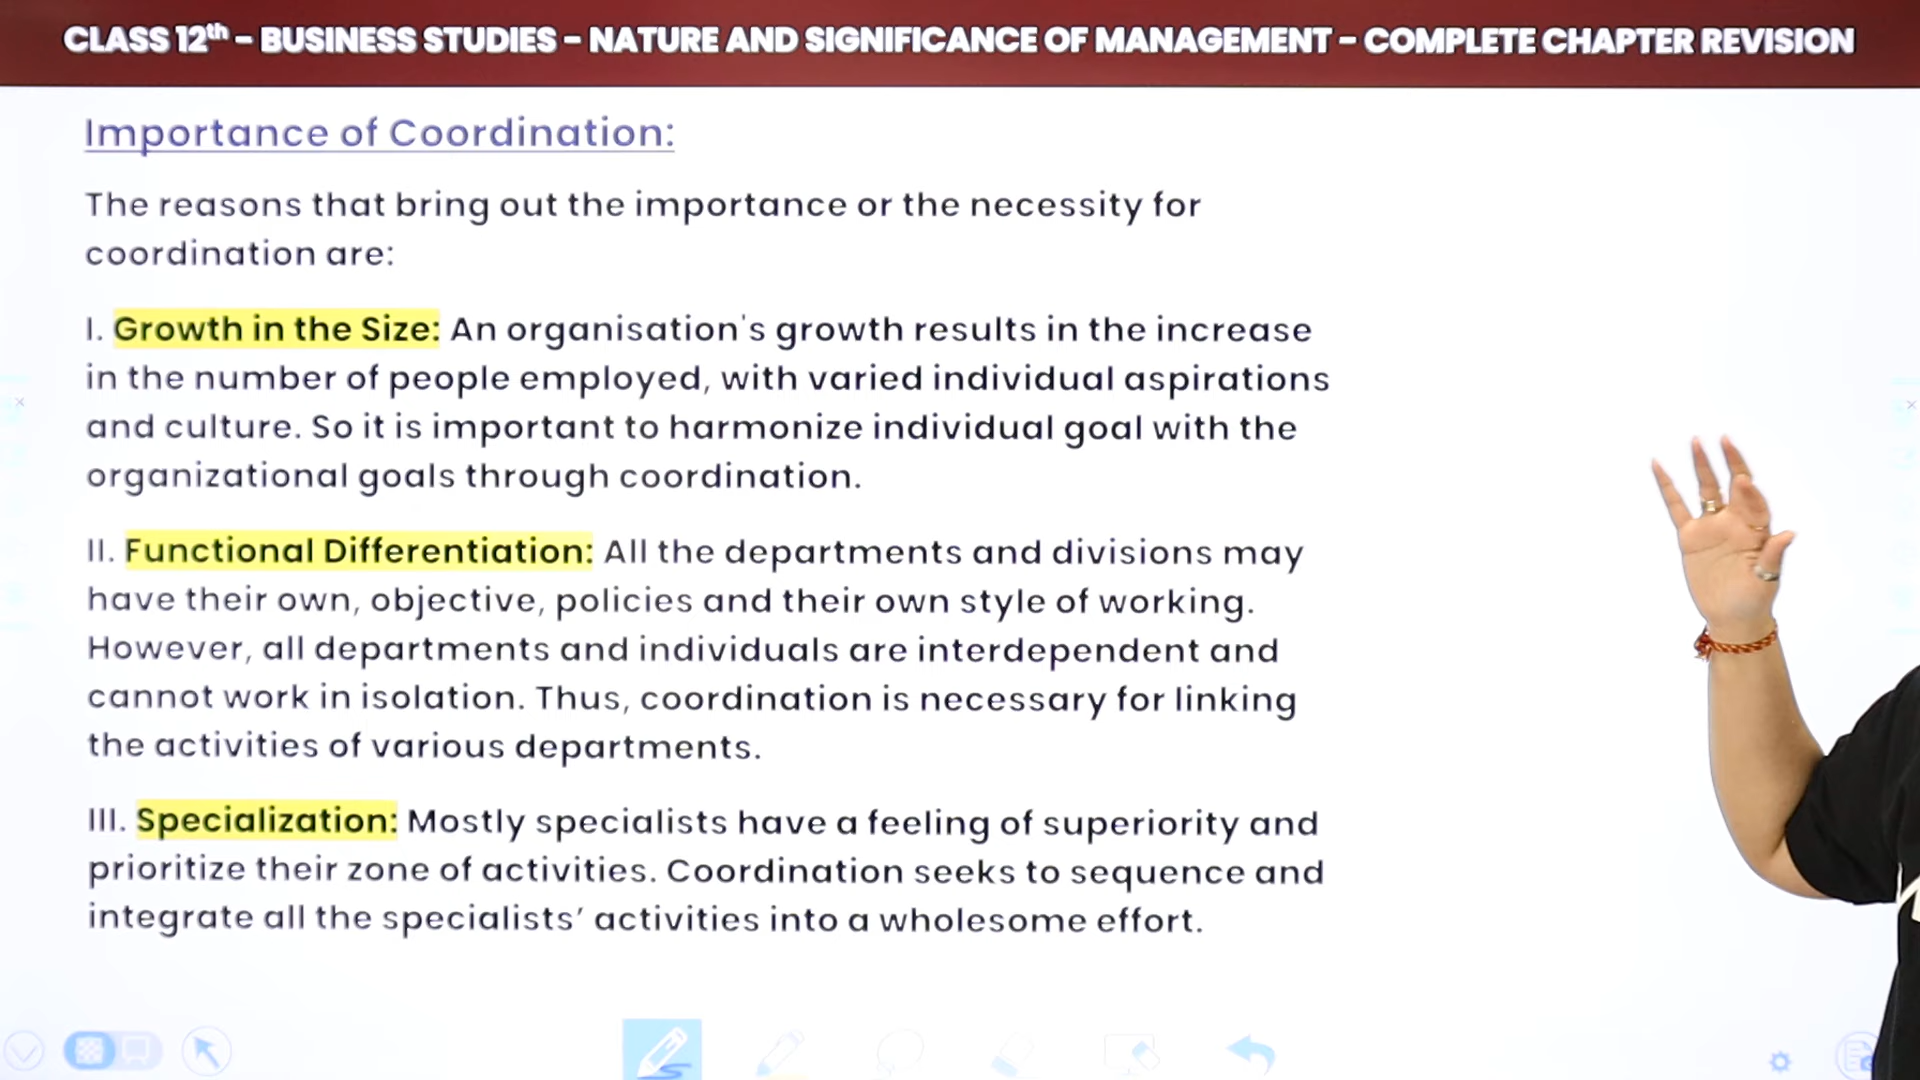 CLASS 12th – BUSINESS STUDIES – NATURE AND SIGNIFICANCE OF MANAGEMENT – COMPLETE CHAPTER REVISION
Importance of Coordination:
The reasons that bring out the importance or the necessity for
coordination are:
I. Growth in the Size: An organisation's growth results in the increase
in the number of people employed, with varied individual aspirations
and culture. So it is important to harmonize individual goal with the
organizational goals through coordination.
II. Functional Differentiation: All the departments and divisions may
have their own, objective, policies and their own style of working.
However, all departments and individuals are interdependent and
cannot work in isolation. Thus, coordination is necessary for linking
the activities of various departments.
III. Specialization: Mostly specialists have a feeling of superiority and
prioritize their zone of activities. Coordination seeks to sequence and
integrate all the specialists’ activities into a wholesome effort.